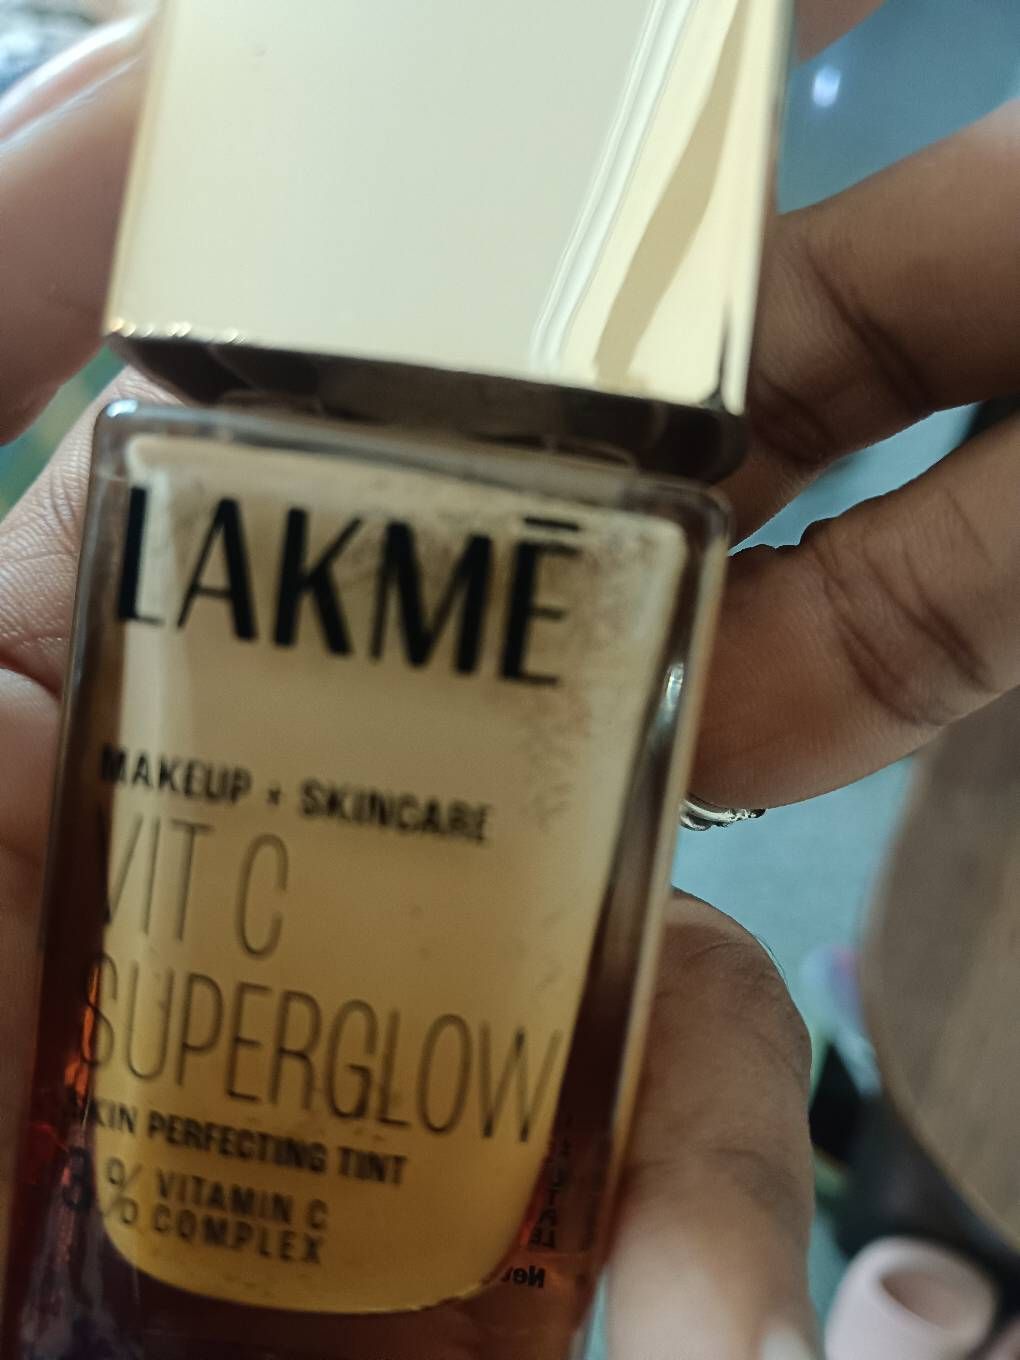 LAKMĒ
MAKEUP + SKINCARE
VIT C
SUPERGLOW
SKIN PERFECTING TINT
% VITAMIN C
COMPLEX